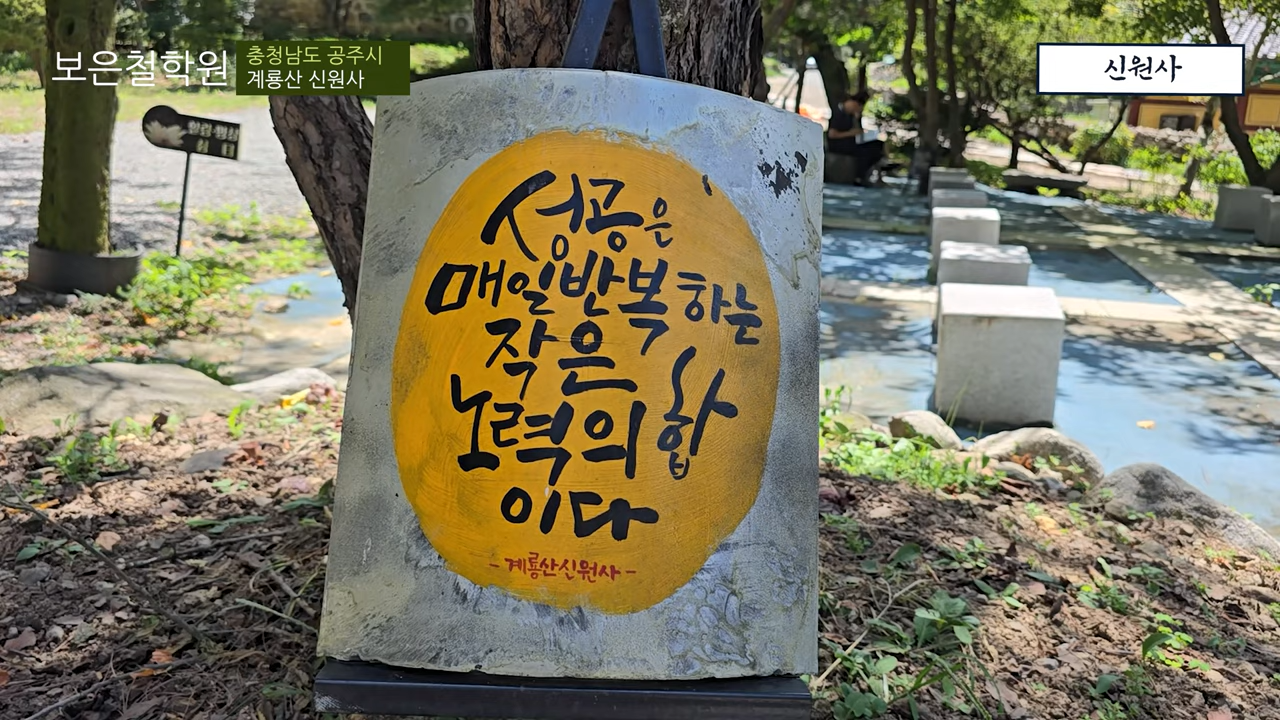 보은철학원
충청남도 공주시
계룡산 신원사
신원사
성공은
매일반복하는
작은
노력의 합
이다
-계룡산신원사-